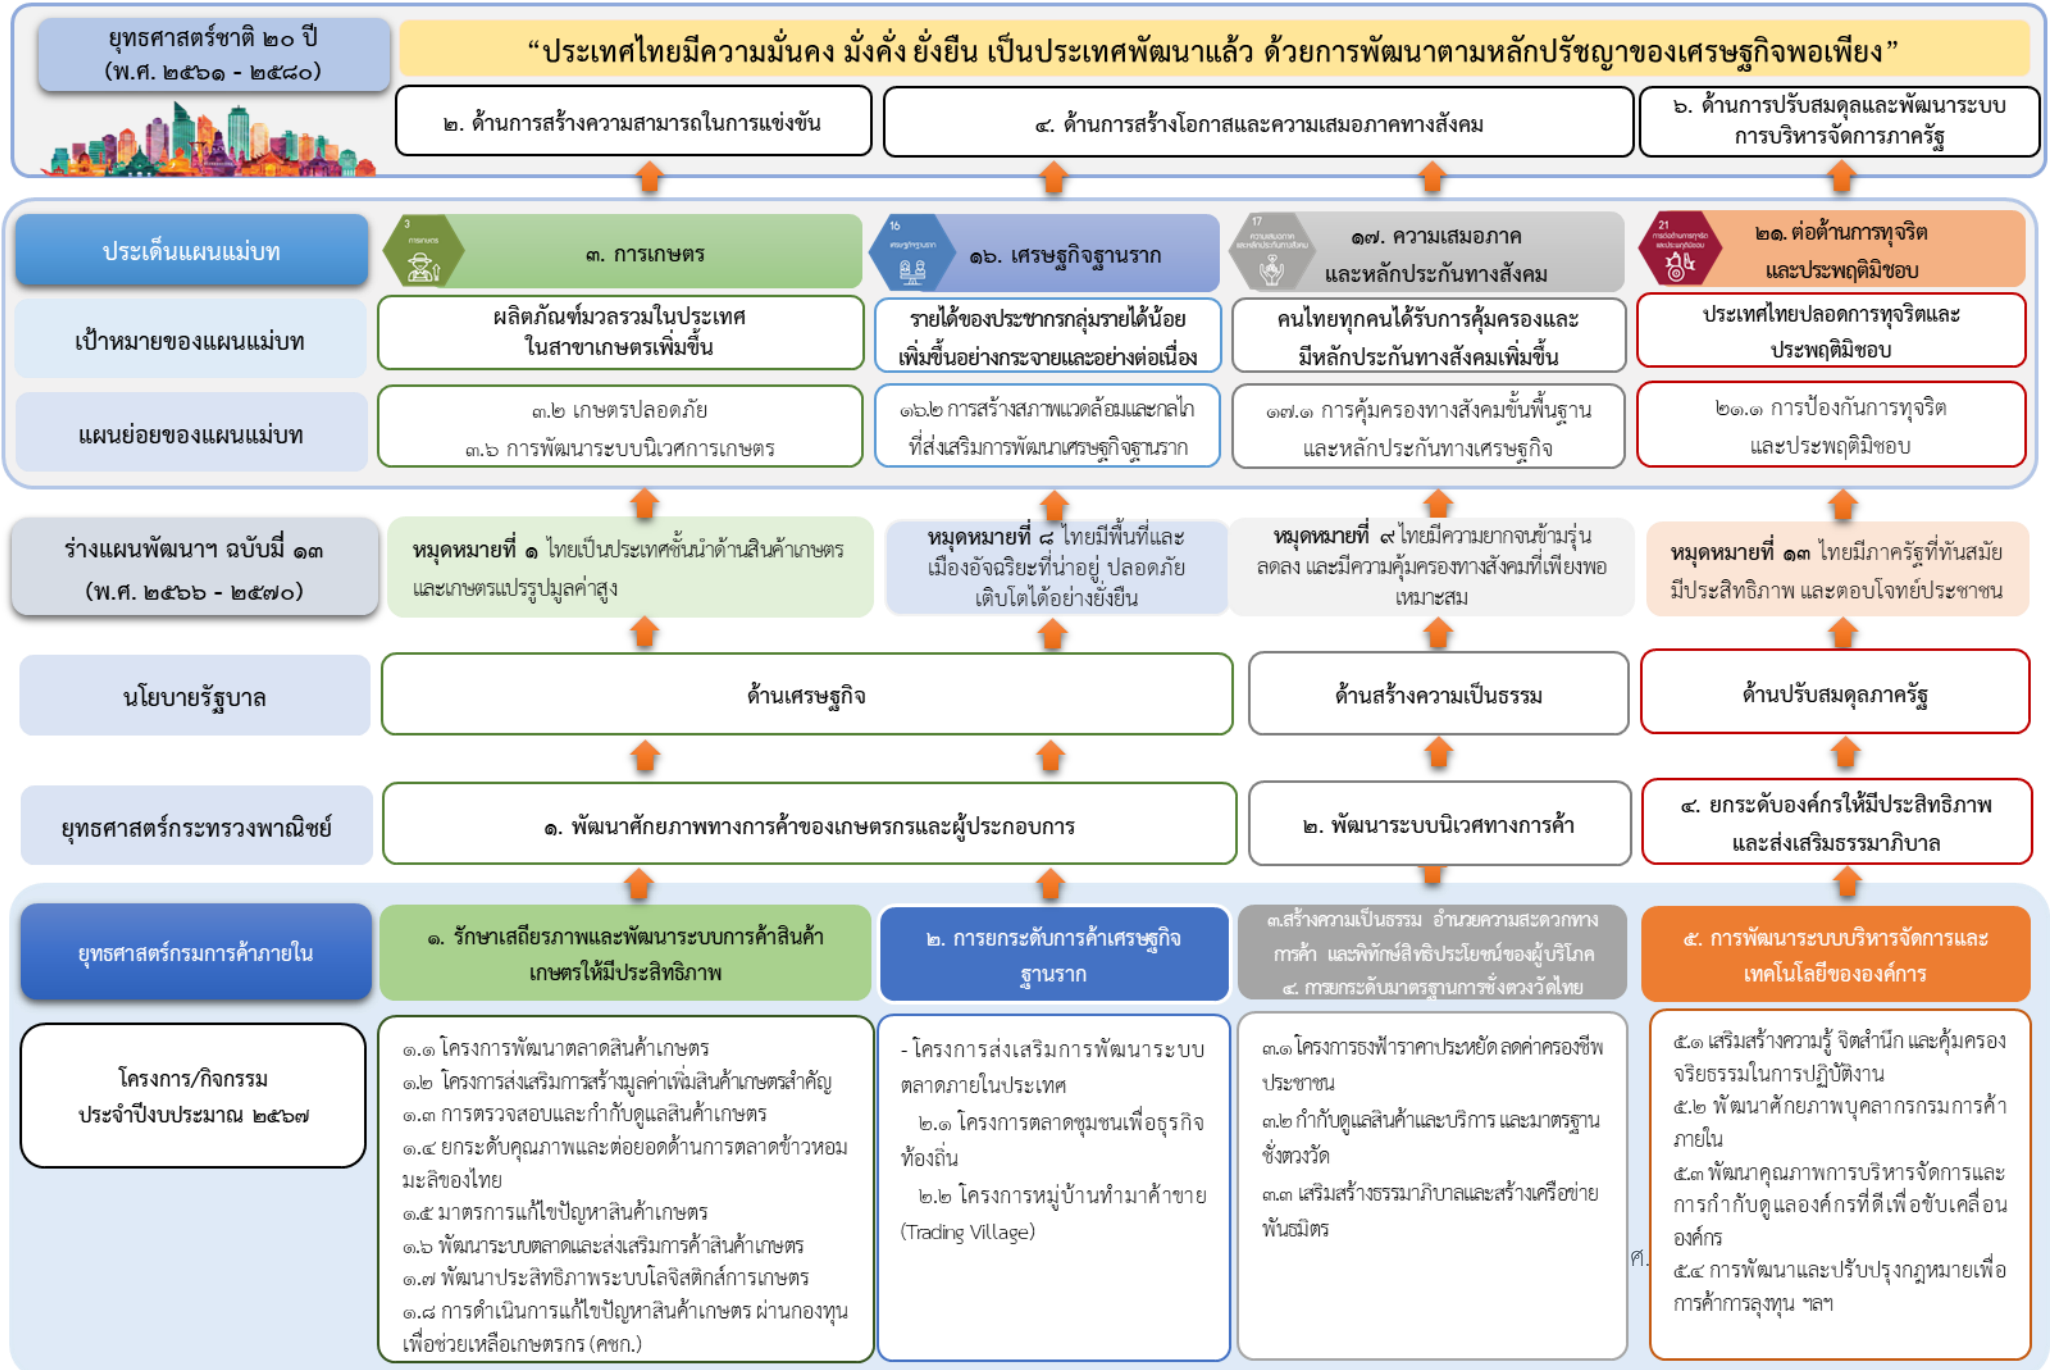 ยุทธศาสตร์ชาติ ๒๐ ปี
(พ.ศ. ๒๕๖๑ - ๒๕๘๐)
“ประเทศไทยมีความมั่นคง มั่งคั่ง ยั่งยืน เป็นประเทศพัฒนาแล้ว ด้วยการพัฒนาตามหลักปรัชญาของเศรษฐกิจพอเพียง”
๒. ด้านการสร้างความสามารถในการแข่งขัน
๔. ด้านการสร้างโอกาสและความเสมอภาคทางสังคม
๖. ด้านการปรับสมดุลและพัฒนาระบบ
การบริหารจัดการภาครัฐ
ประเด็นแผนแม่บท
3
การเกษตร
๓. การเกษตร
16
เศรษฐกิจฐานราก
๑๖. เศรษฐกิจฐานราก
17
ความเสมอภาค
และหลักประกันทางสังคม
๑๗. ความเสมอภาค
และหลักประกันทางสังคม
21
การต่อต้านการทุจริต
และประพฤติมิชอบ
๒๑. ต่อต้านการทุจริต
และประพฤติมิชอบ
เป้าหมายของแผนแม่บท
ผลิตภัณฑ์มวลรวมในประเทศ
ในสาขาเกษตรเพิ่มขึ้น
รายได้ของประชากรกลุ่มรายได้น้อย
เพิ่มขึ้นอย่างกระจายและอย่างต่อเนื่อง
คนไทยทุกคนได้รับการคุ้มครองและ
มีหลักประกันทางสังคมเพิ่มขึ้น
ประเทศไทยปลอดการทุจริตและ
ประพฤติมิชอบ
แผนย่อยของแผนแม่บท
๓.๒ เกษตรปลอดภัย
๓.๖ การพัฒนาระบบนิเวศการเกษตร
๑๖.๒ การสร้างสภาพแวดล้อมและกลไก
ที่ส่งเสริมการพัฒนาเศรษฐกิจฐานราก
๑๗.๑ การคุ้มครองทางสังคมขั้นพื้นฐาน
และหลักประกันทางเศรษฐกิจ
๒๑.๑ การป้องกันการทุจริต
และประพฤติมิชอบ
ร่างแผนพัฒนาฯ ฉบับมี่ ๑๓
(พ.ศ. ๒๕๖๖ - ๒๕๗๐)
หมุดหมายที่ ๑ ไทยเป็นประเทศชั้นนำด้านสินค้าเกษตร
และเกษตรแปรรูปมูลค่าสูง
หมุดหมายที่ ๘ ไทยมีพื้นที่และ
เมืองอัจฉริยะที่น่าอยู่ ปลอดภัย
เติบโตได้อย่างยั่งยืน
หมุดหมายที่ ๙ ไทยมีความยากจนข้ามรุ่น
ลดลง และมีความคุ้มครองทางสังคมที่เพียงพอ
เหมาะสม
หมุดหมายที่ ๑๓ ไทยมีภาครัฐที่ทันสมัย
มีประสิทธิภาพ และตอบโจทย์ประชาชน
นโยบายรัฐบาล
ด้านเศรษฐกิจ
ด้านสร้างความเป็นธรรม
ด้านปรับสมดุลภาครัฐ
ยุทธศาสตร์กระทรวงพาณิชย์
๑. พัฒนาศักยภาพทางการค้าของเกษตรกรและผู้ประกอบการ
๒. พัฒนาระบบนิเวศทางการค้า
๔. ยกระดับองค์กรให้มีประสิทธิภาพ
และส่งเสริมธรรมาภิบาล
ยุทธศาสตร์กรมการค้าภายใน
๑. รักษาเสถียรภาพและพัฒนาระบบการค้าสินค้า
เกษตรให้มีประสิทธิภาพ
๒. การยกระดับการค้าเศรษฐกิจ
ฐานราก
๓.สร้างความเป็นธรรม อำนวยความสะดวกทาง
การค้า และพิทักษ์สิทธิประโยชน์ของผู้บริโภค
๔. การยกระดับมาตรฐานการชั่งตวงวัดไทย
๕. การพัฒนาระบบบริหารจัดการและ
เทคโนโลยีขององค์การ
โครงการ/กิจกรรม
ประจำปีงบประมาณ ๒๕๖๗
๑.๑ โครงการพัฒนาตลาดสินค้าเกษตร
๑.๒ โครงการส่งเสริมการสร้างมูลค่าเพิ่มสินค้าเกษตรสำคัญ
๑.๓ การตรวจสอบและกำกับดูแลสินค้าเกษตร
๑.๔ ยกระดับคุณภาพและต่อยอดด้านการตลาดข้าวหอม
มะลิของไทย
๑.๕ มาตรการแก้ไขปัญหาสินค้าเกษตร
๑.๖ พัฒนาระบบตลาดและส่งเสริมการค้าสินค้าเกษตร
๑.๗ พัฒนาประสิทธิภาพระบบโลจิสติกส์การเกษตร
๑.๘ การดำเนินการแก้ไขปัญหาสินค้าเกษตร ผ่านกองทุน
เพื่อช่วยเหลือเกษตรกร (คชก.)
- โครงการส่งเสริมการพัฒนาระบบ
ตลาดภายในประเทศ
๒.๑ โครงการตลาดชุมชนเพื่อธุรกิจ
ท้องถิ่น
๒.๒ โครงการหมู่บ้านทำมาค้าขาย
(Trading Village)
๓.๑ โครงการธงฟ้าราคาประหยัด ลดค่าครองชีพ
ประชาชน
๓.๒ กำกับดูแลสินค้าและบริการ และมาตรฐาน
ชั่งตวงวัด
๓.๓ เสริมสร้างธรรมาภิบาลและสร้างเครือข่าย
พันธมิตร
ศ.
๕.๑ เสริมสร้างความรู้ จิตสำนึก และคุ้มครอง
จริยธรรมในการปฏิบัติงาน
๕.๒ พัฒนาศักยภาพบุคลากรกรมการค้า
ภายใน
๕.๓ พัฒนาคุณภาพการบริหารจัดการและ
การกำกับดูแลองค์กรที่ดีเพื่อขับเคลื่อน
องค์กร
๕.๔ การพัฒนาและปรับปรุงกฎหมายเพื่อ
การค้าการลงทุน ฯลฯ